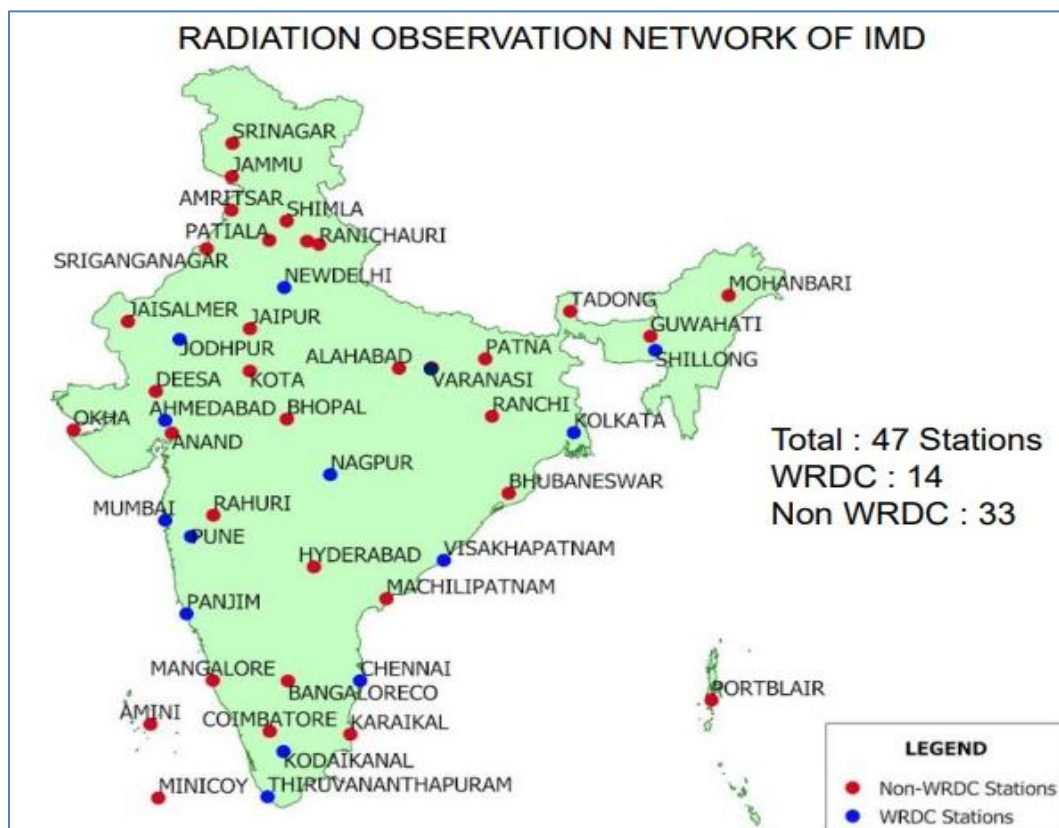 RADIATION OBSERVATION NETWORK OF IMD
SRINAGAR
JAMMU
AMRITSAR
SHIMLA
PATIALA
RANICHAURI
SRIGANGANAGAR
NEWDELHI
MOHANBARI
TADONG
JAISALMER
JAIPUR
GUWAHATI
JODHPUR
SHILLONG
ALAHABAD
PATNA
KOTA
VARANASI
DEESA
AHMEDABAD
BHOPAL
RANCHI
OKHA
KOLKATA
ANAND
Total : 47 Stations
NAGPUR
WRDC : 14
BHUBANESWAR
MUMBAI
RAHURI
Non WRDC : 33
PUNE
VISAKHAPATNAM
HYDERABAD
MACHILIPATNAM
PANJIM
MANGALORE
CHENNAI
BANGALORECO
PORTBLAIR
AMINI
COIMBATORE
KARAIKAL
KODAIKANAL
MINICOY
THIRUVANANTHAPURAM
LEGEND
Non-WRDC Stations
WRDC Stations